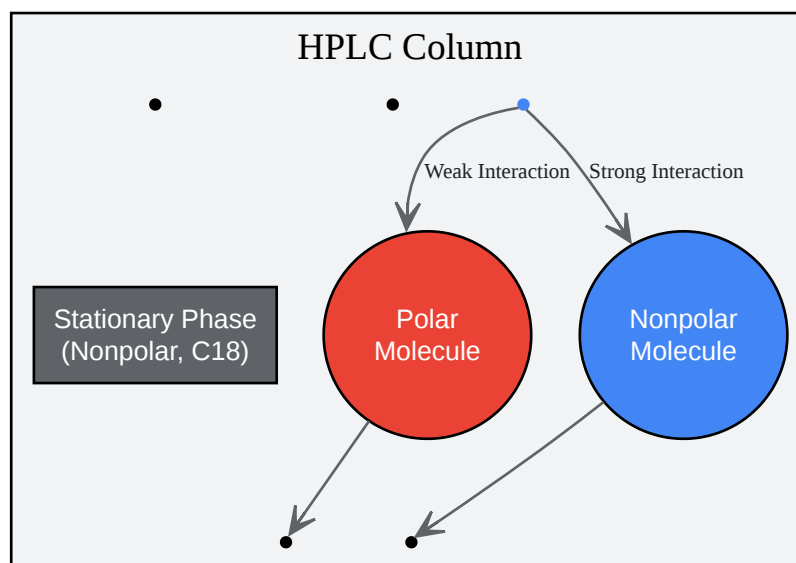 HPLC Column
Weak Interaction
Strong Interaction
Stationary Phase
(Nonpolar, C18)
Polar
Molecule
Nonpolar
Molecule